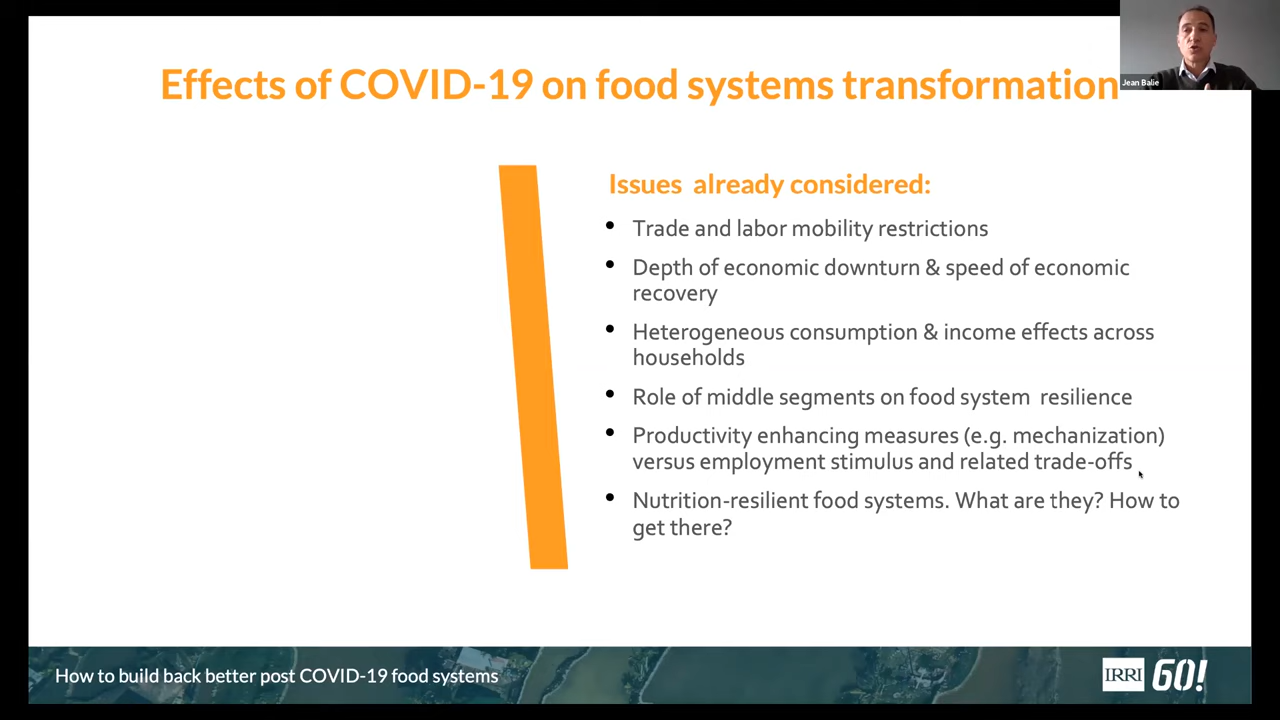 Effects of COVID-19 on food systems transformation
Jean Balie
Issues already considered:
• Trade and labor mobility restrictions
• Depth of economic downturn & speed of economic
recovery
• Heterogeneous consumption & income effects across
households
• Role of middle segments on food system resilience
• Productivity enhancing measures (e.g. mechanization)
versus employment stimulus and related trade-offs
• Nutrition-resilient food systems. What are they? How to
get there?
How to build back better post COVID-19 food systems
IRRI 60!